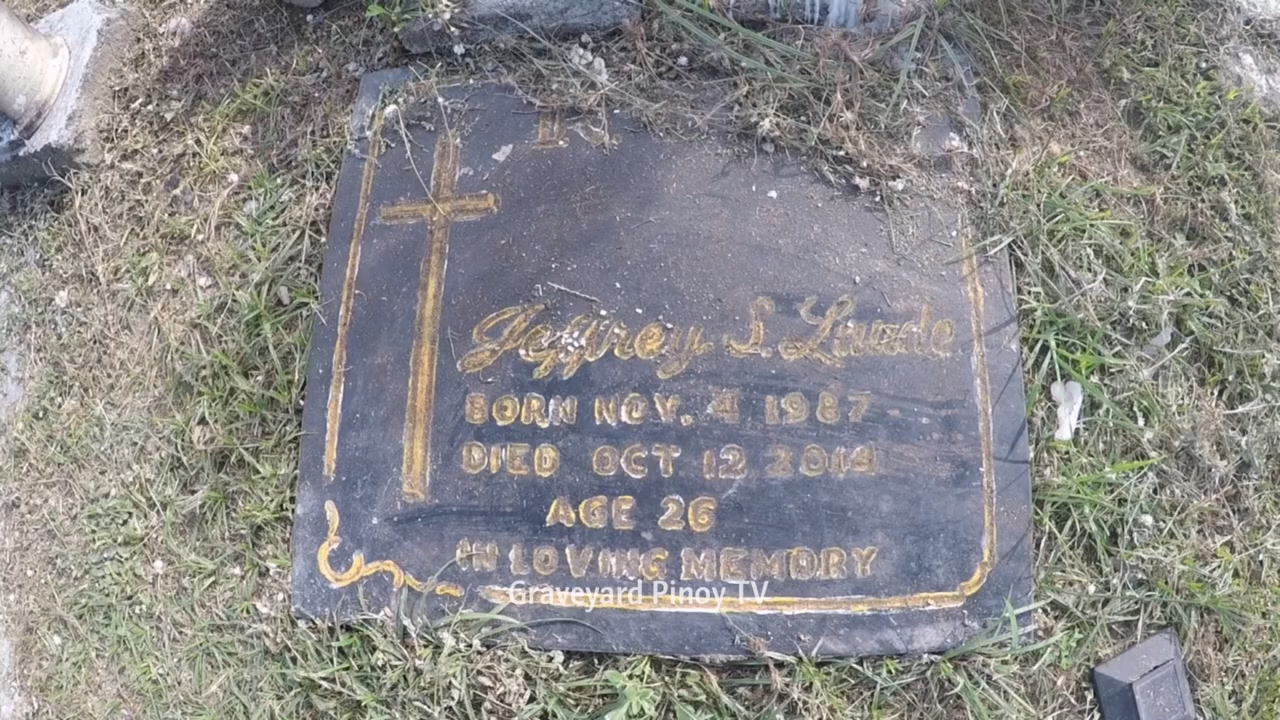 Jeffrey S. Laude
BORN NOV. 4 1987
DIED OCT 12 2014
AGE 26
IN LOVING MEMORY
Graveyard Pinoy TV